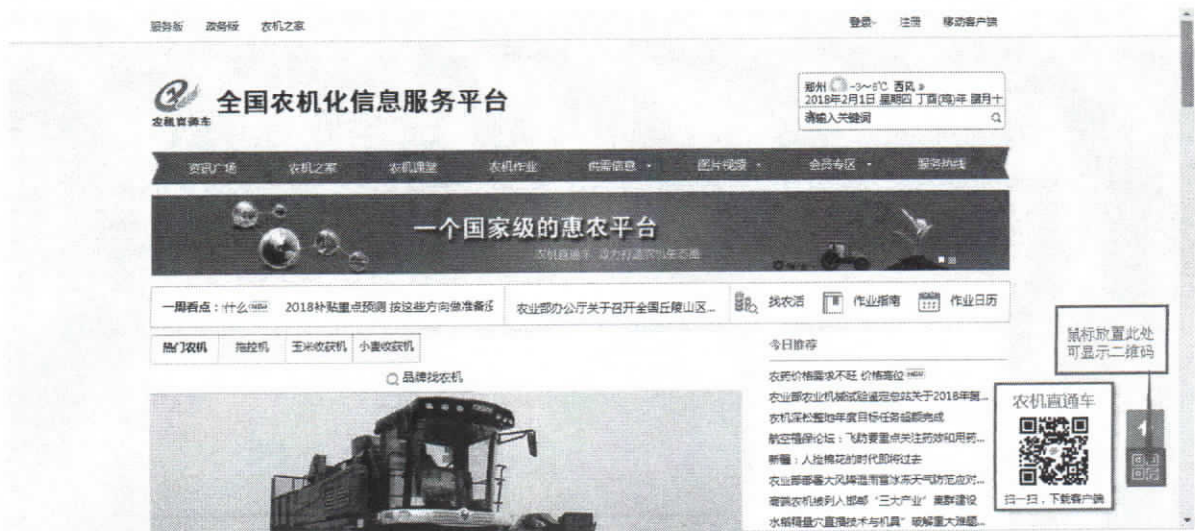 服务版 政务版 农机之家 登录 注册 移动客户端
农机直通车
全国农机化信息服务平台
郑州 -3~8℃ 西风 »
2018年2月1日 星期四 丁酉(鸡)年 腊月十
请输入关键词
资讯广场 农机之家 农机课堂 农机作业 供需信息 图片视频 会员专区 服务热线
一个国家级的惠农平台
农机直通车
一周看点：什么 NEW 2018补贴重点预测 按这些方向做准备没 农业部办公厅关于召开全国丘陵山区... 找农活 作业指南 作业日历
热门农机 拖拉机 玉米收获机 小麦收获机
品牌找农机
今日推荐
农药价格需求不旺 价格高位 NEW
农业部农业机械试验鉴定总站关于2018年第...
农机深松整地年度目标任务超额完成
航空植保论坛：飞防要重点关注药效和用药...
新疆：人捡棉花的时代即将过去
农业部部署大风降温雨雪冰冻天气防范应对...
农机被列入邯郸“三大产业”集群建设
水稻精量穴直播技术与机具”破解重大难题...
鼠标放置此处
可显示二维码
农机直通车
扫一扫，下载客户端